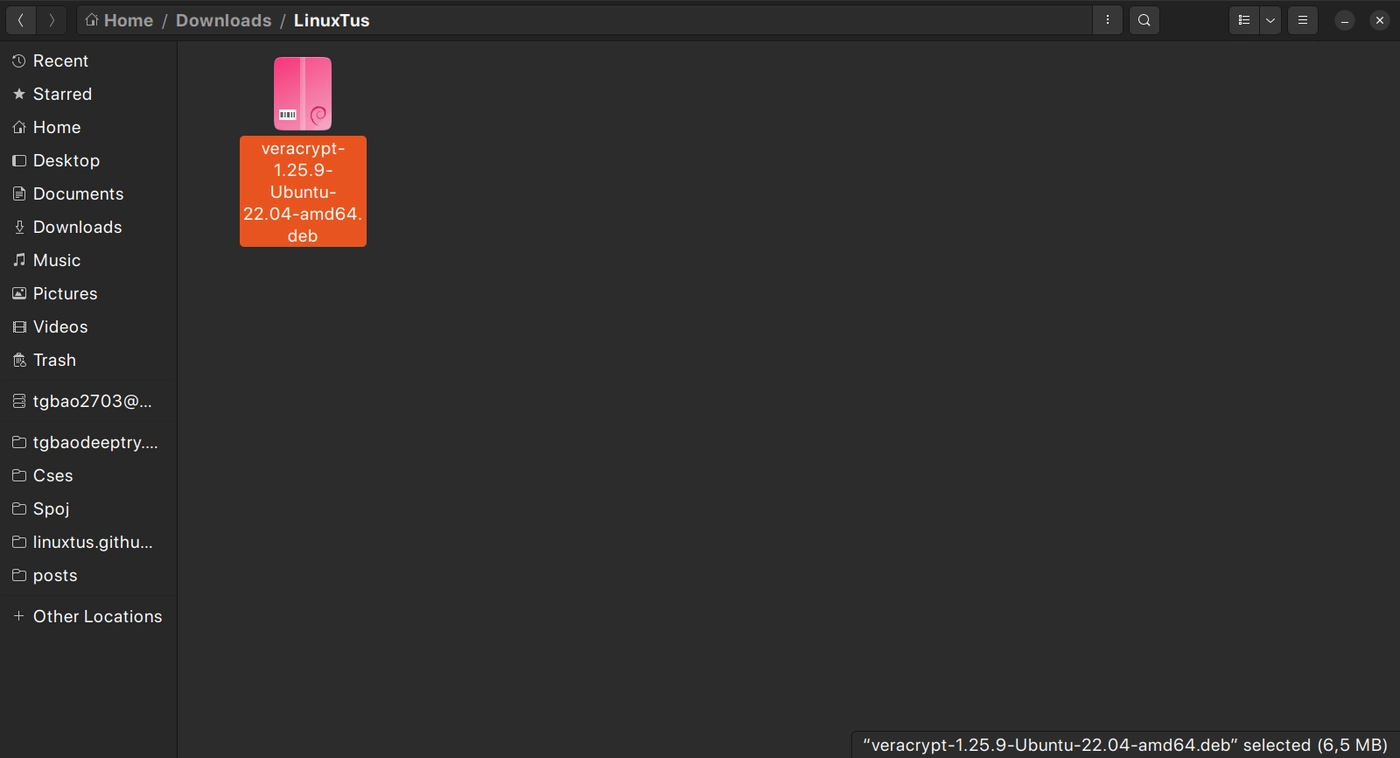 Home / Downloads / LinuxTus
Recent
Starred
Home
Desktop
Documents
Downloads
Music
Pictures
Videos
Trash
tgbao2703@...
tgbaodeeptry....
Cses
Spoj
linuxtus.githu...
posts
Other Locations
veracrypt-
1.25.9-
Ubuntu-
22.04-amd64.
deb
“veracrypt-1.25.9-Ubuntu-22.04-amd64.deb” selected (6,5 MB)